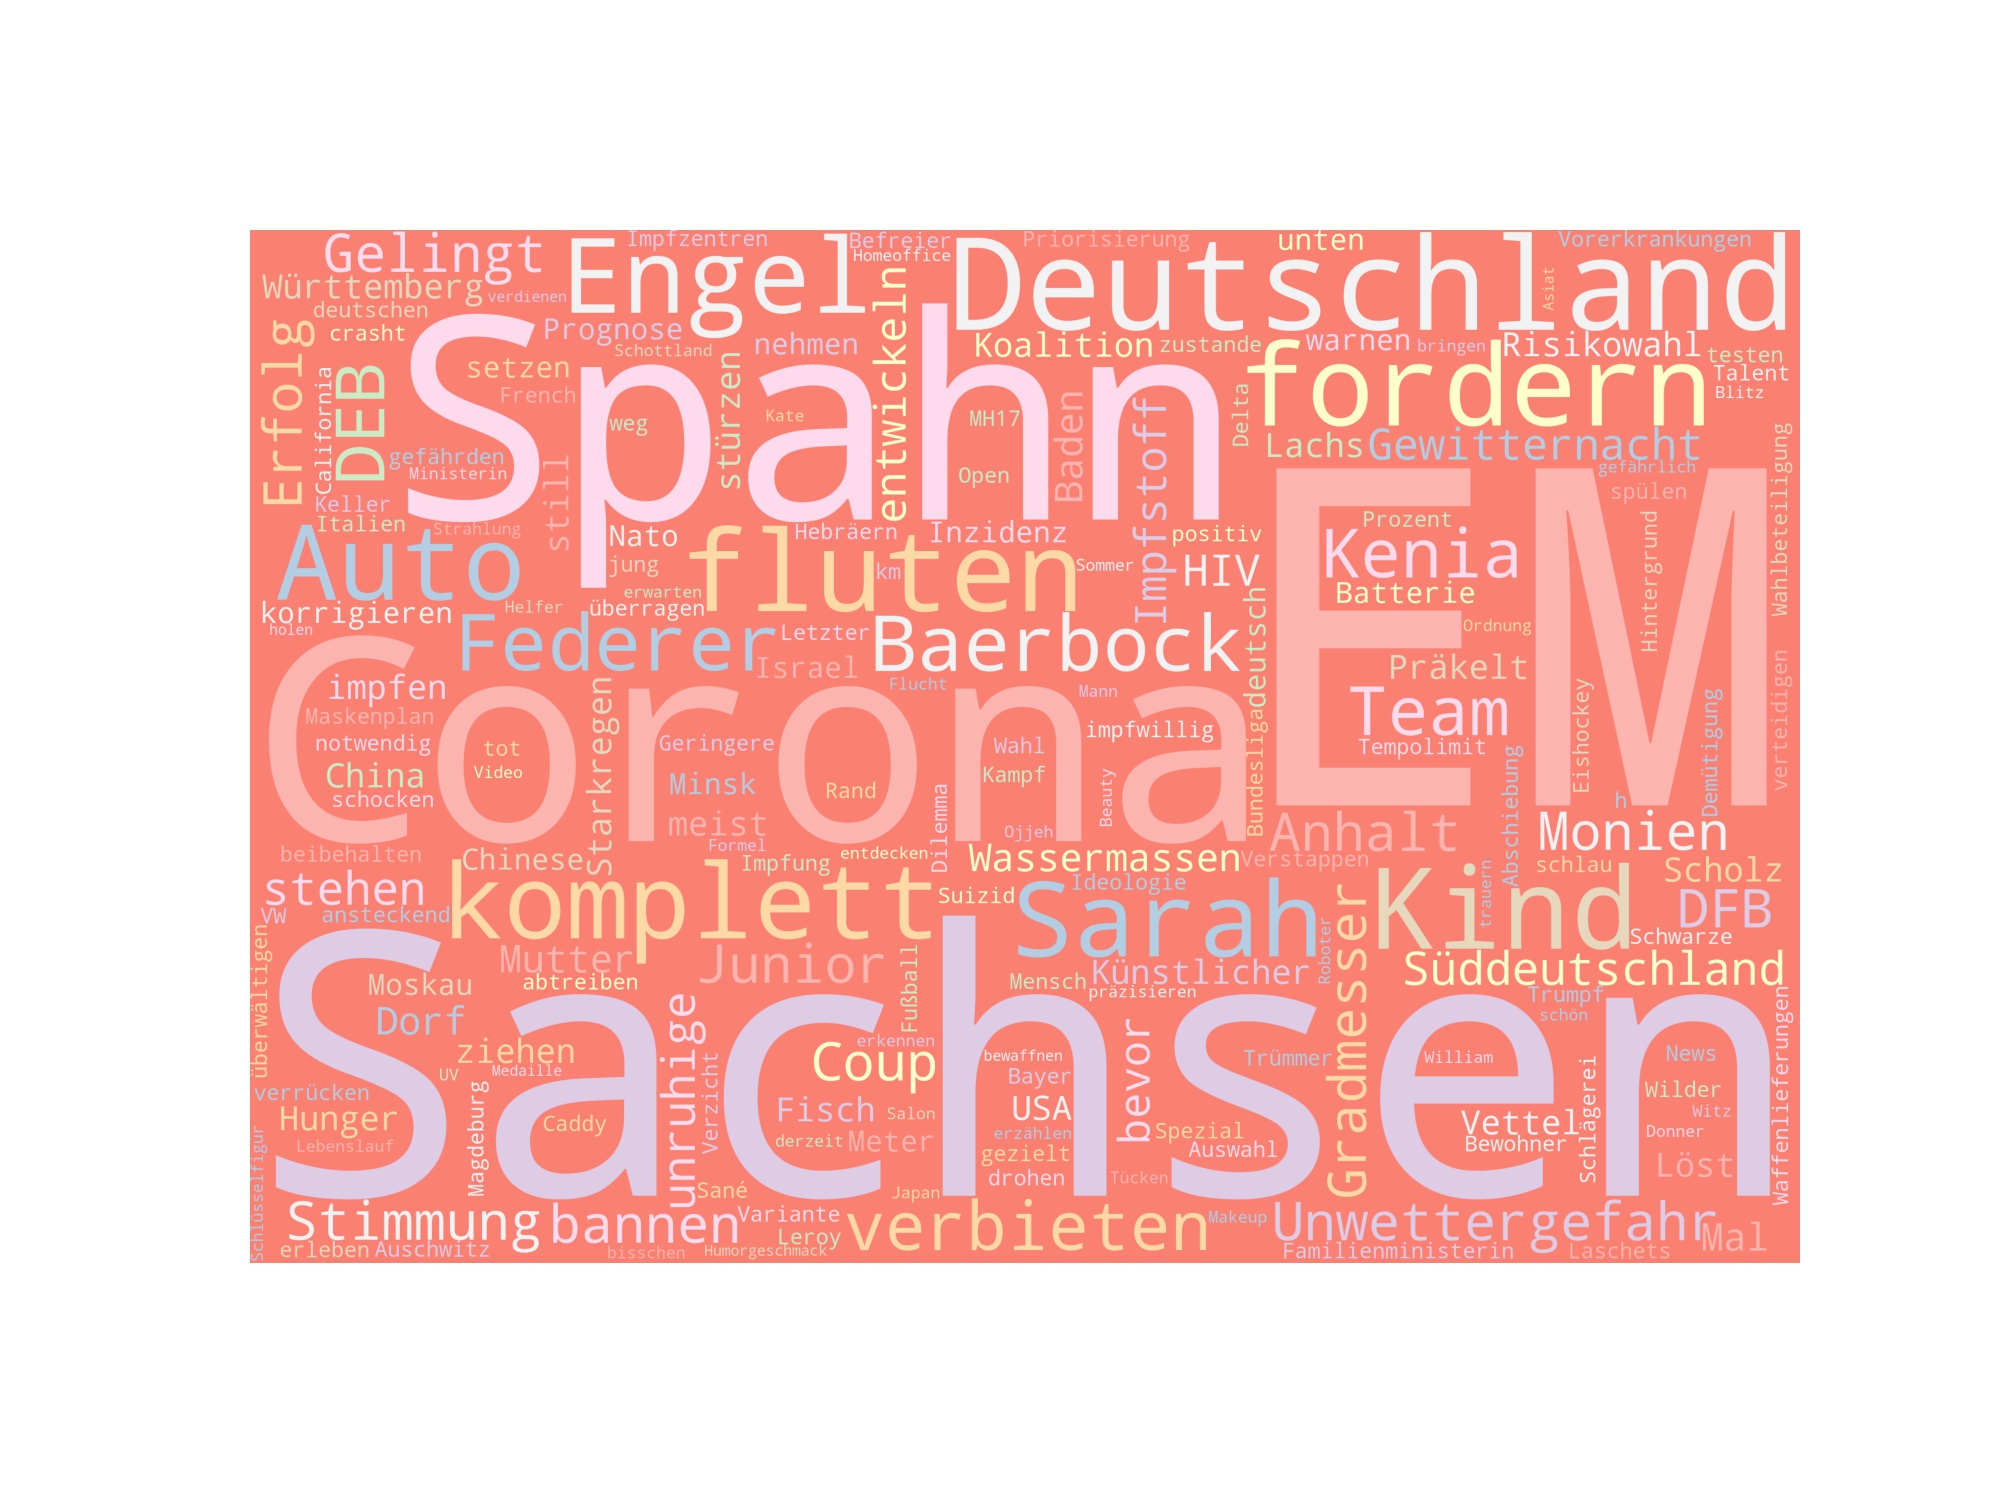 Gelingt
Engel
Impfzentren
Befreier
Homeoffice
Priorisierung
Deutschland
unten
Vorerkrankungen
Asiat
Württemberg
verdienen
deutschen
crasht
Erfolg
California
DEB
Spahn
Prognose
Schottland
setzen
French
weg
stürzen
nehmen
Kate
entwickeln
Koalition
zustande
MH17
Open
Baden
Impfstoff
warnen
bringen
Risikowahl
testen
Talent
Blitz
fordern
Delta
Lachs
Gewitternacht
gefährlich
spülen
Wahlbeteiligung
gefährden
Ministerin
Keller
Italien
Strahlung
still
Nato
jung
erwarten
Hebräern
Inzidenz
positiv
HIV
Sommer
EM
Prozent
Kenia
Batterie
Hintergrund
Ordnung
Auto
fluten
km
korrigieren
holen
Helfer
überragen
Federer
Letzter
Israel
Baerbock
deutsch
Präkelt
Team
Tempolimit
Eishockey
Demütigung
verteidigen
Corona
impfen
Maskenplan
notwendig
China
schocken
tot
Video
Starkregen
Geringere
Minsk
meist
Formel
Rand
Flucht
Mann
Wahl
Kampf
impfwillig
Beauty
Ojjeh
Dilemma
Bundesliga
Anhalt
Abschiebung
h
Monien
beibehalten
Chinese
Impfung
entdecken
Wassermassen
Verstappen
schlau
Scholz
stehen
komplett
Suizid
Ideologie
Sarah
Kind
trauern
DFB
Schwarze
VW
ansteckend
überwältigen
Mutter
Junior
Fußball
Mensch
Künstlicher
präzisieren
Roboter
Gradmesser
Süddeutschland
Moskau
abtreiben
Dorf
Sachsen
Trumpf
schön
Waffenlieferungen
ziehen
UV
Medaille
unruhige
Verzicht
Coup
erkennen
bewaffnen
Bayer
bevor
Trümmer
William
News
verrücken
Hunger
Lebenslauf
Magdeburg
Caddy
Fisch
Salon
derzeit
Meter
USA
erzählen
gezielt
drohen
Spezial
Auswahl
Tücken
Vettel
Bewohner
Schlägerei
Wilder
Witz
Donner
Löst
Schlüsselfigur
Sané
Japan
Stimmung
bannen
Variante
Leroy
verbieten
Makeup
Unwettergefahr
Mal
erleben
Auschwitz
bisschen
Humorgeschmack
Familienministerin
Laschets